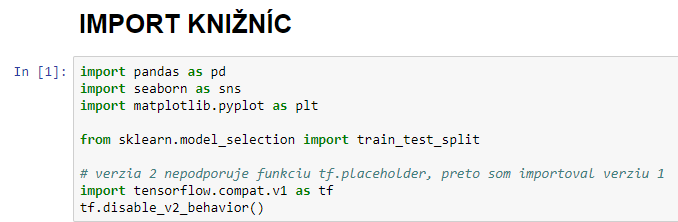 IMPORT KNIŽNÍC
In [1]: import pandas as pd
import seaborn as sns
import matplotlib.pyplot as plt
from sklearn.model_selection import train_test_split
# verzia 2 nepodporuje funkciu tf.placeholder, preto som importoval verziu 1
import tensorflow.compat.v1 as tf
tf.disable_v2_behavior()